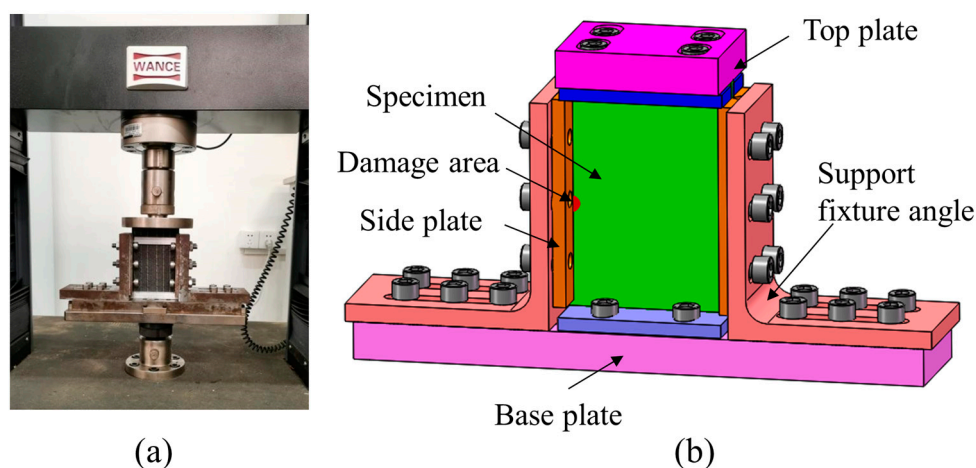 WANCE
Top plate
Specimen
Damage area
Side plate
Support
fixture angle
Base plate
(a)
(b)